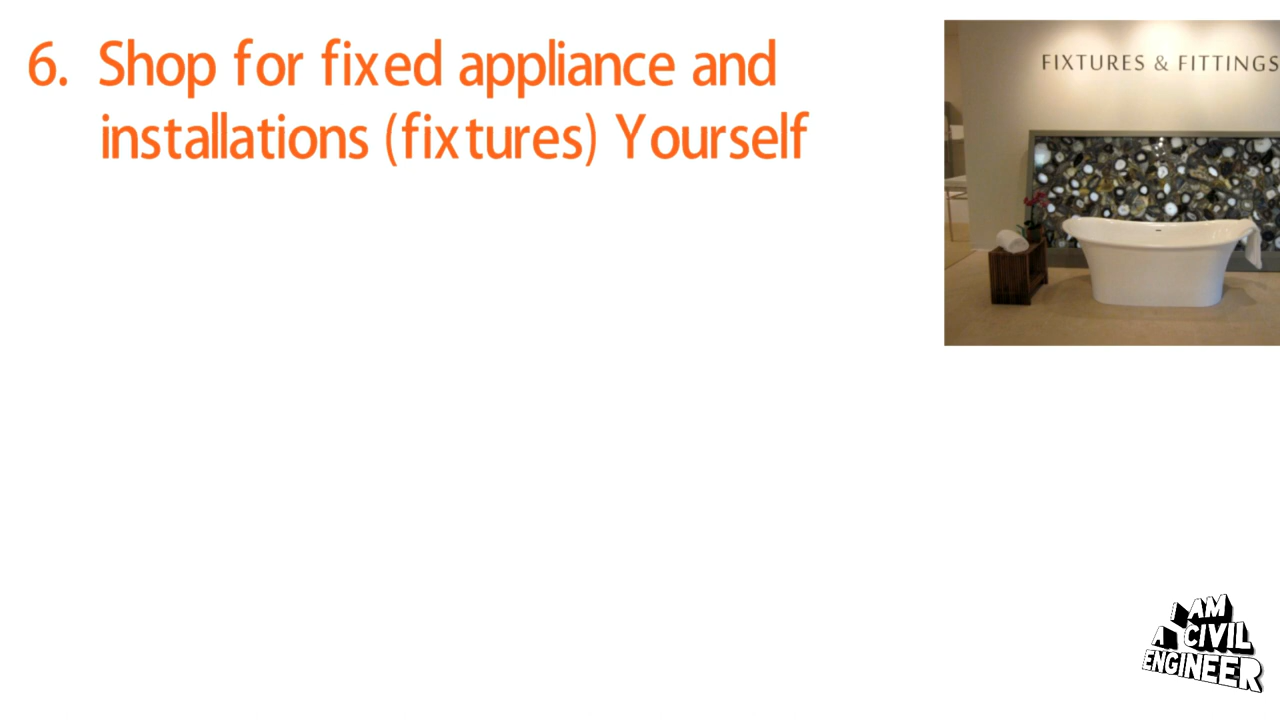 6. Shop for fixed appliance and
installations (fixtures) Yourself
FIXTURES & FITTINGS
I AM
A CIVIL
ENGINEER